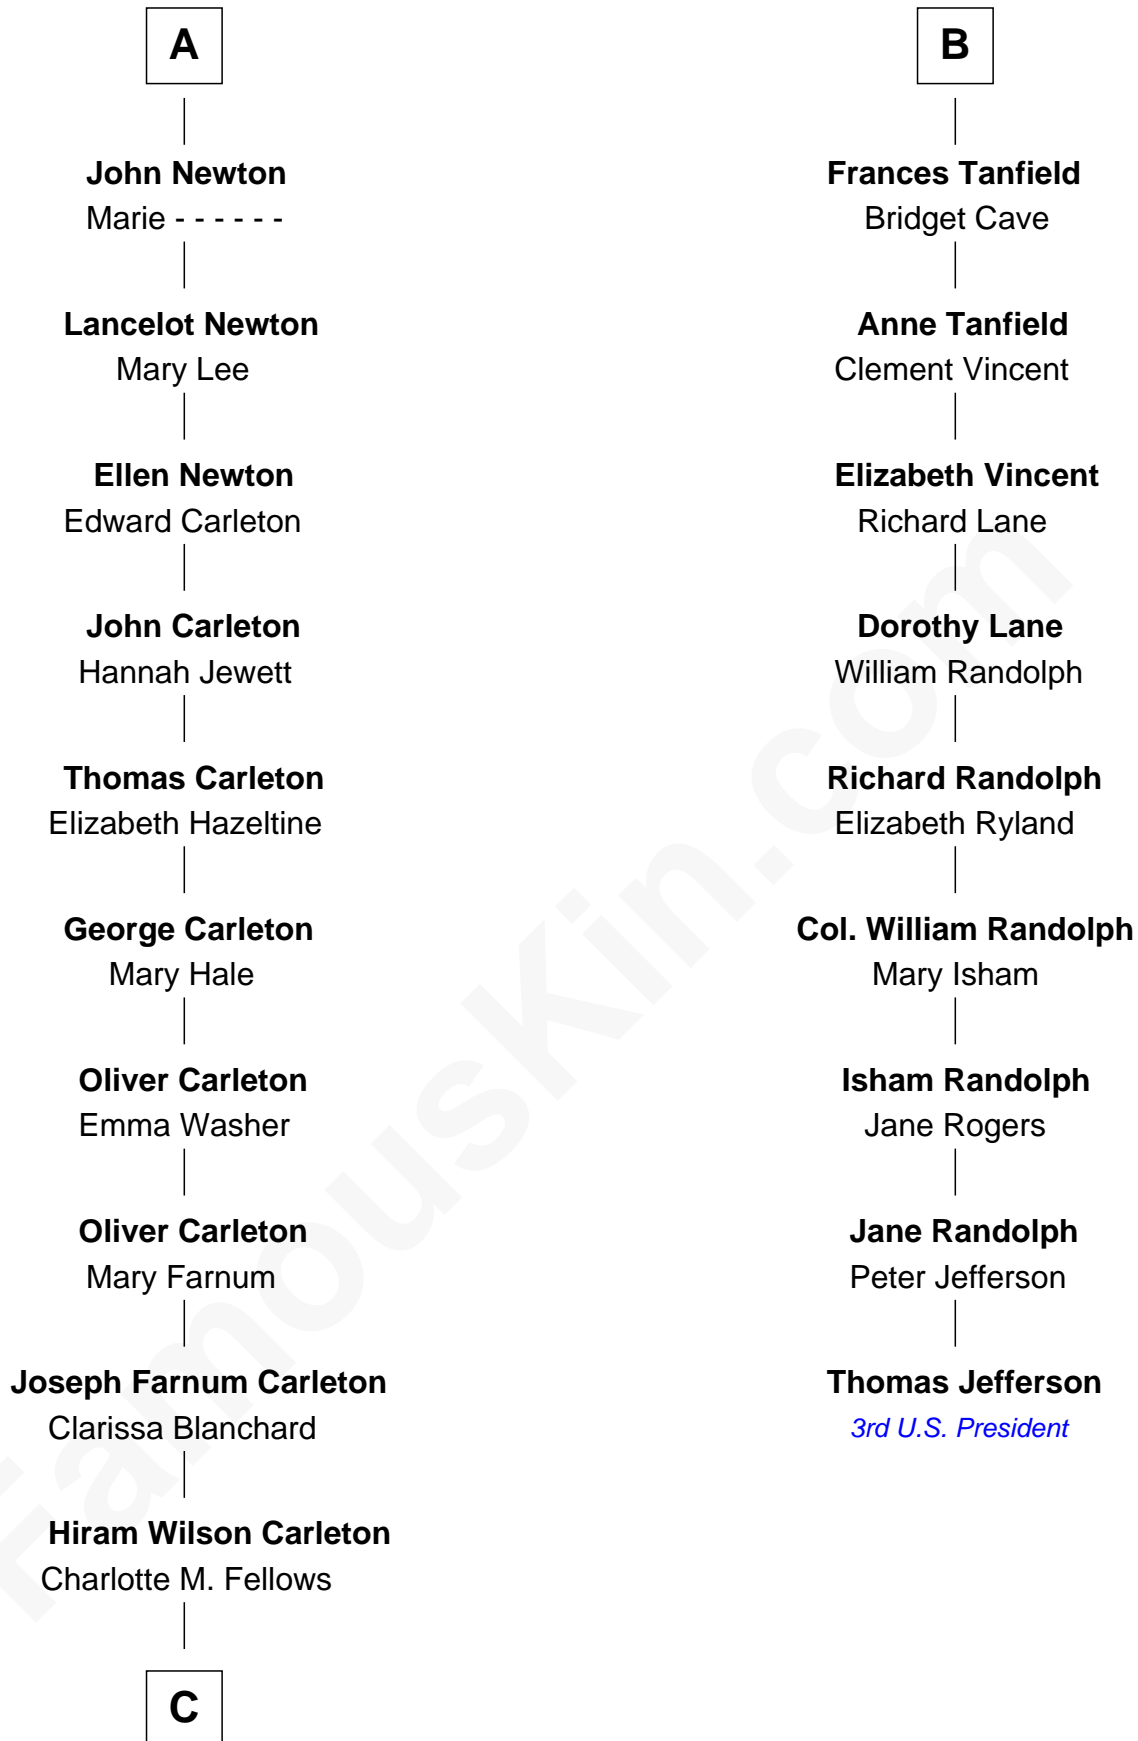 A
John Newton
Marie - - - - - -
Lancelot Newton
Mary Lee
Ellen Newton
Edward Carleton
John Carleton
Hannah Jewett
Thomas Carleton
Elizabeth Hazeltine
George Carleton
Mary Hale
Oliver Carleton
Emma Washer
Oliver Carleton
Mary Farnum
Joseph Farnum Carleton
Clarissa Blanchard
Hiram Wilson Carleton
Charlotte M. Fellows
C
B
Frances Tanfield
Bridget Cave
Anne Tanfield
Clement Vincent
Elizabeth Vincent
Richard Lane
Dorothy Lane
William Randolph
Richard Randolph
Elizabeth Ryland
Col. William Randolph
Mary Isham
Isham Randolph
Jane Rogers
Jane Randolph
Peter Jefferson
Thomas Jefferson
3rd U.S. President
FamousKin.com